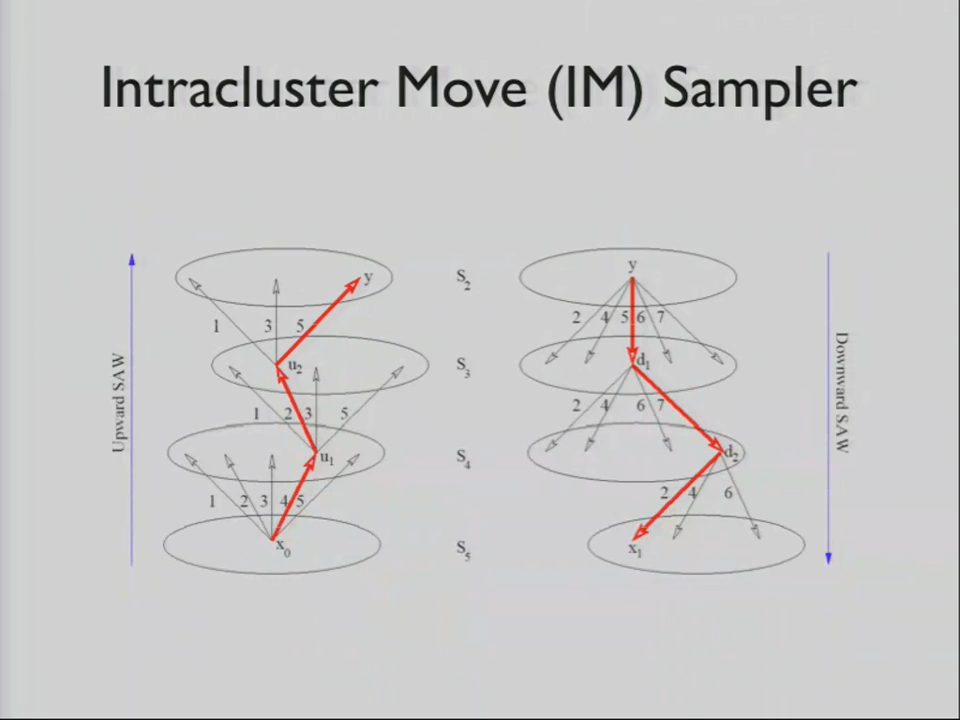 Intracluster Move (IM) Sampler
Upward SAW
y
1 3 5
u2
1 2 3 5
u1
1 2 3 4 5
x0
S2
S3
S4
S5
y
2 4 5 6 7
d1
2 4 6 7
d2
2 4 6
x1
Downward SAW